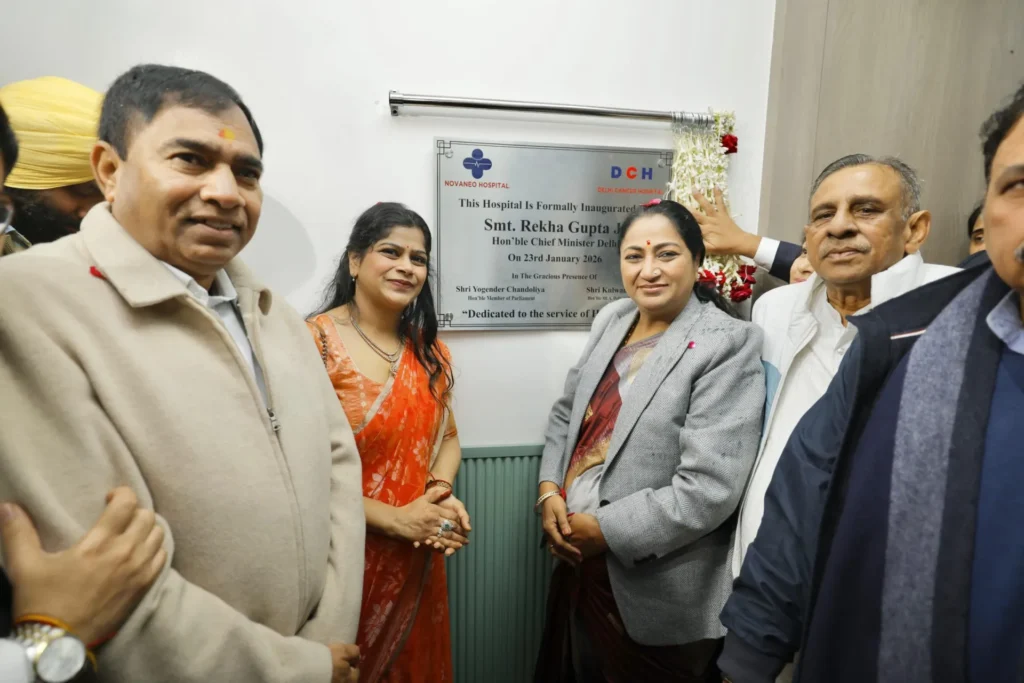 NOVANEO HOSPITAL
DCH
DELHI CANCER HOSPITAL
This Hospital Is Formally Inaugurated
Smt. Rekha Gupta J
Hon'ble Chief Minister Delh
On 23rd January 2026
In The Gracious Presence Of
Shri Yogender Chandoliya
Hon'ble Member of Parliament
Shri Kulwa
"Dedicated to the service of H